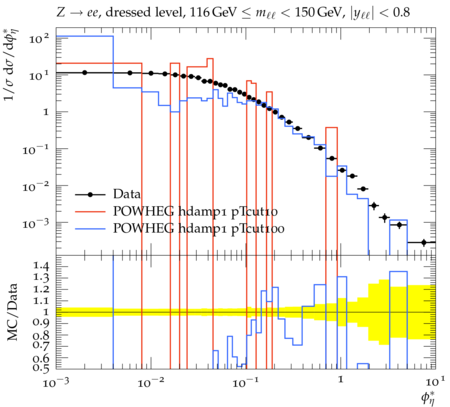 Z → ee, dressed level, 116 GeV ≤ mℓℓ < 150 GeV, |yℓℓ| < 0.8
1/σ dσ/dϕ*η
10²
10¹
1
10⁻¹
10⁻²
10⁻³
Data
POWHEG hdamp1 pTcut10
POWHEG hdamp1 pTcut100
MC/Data
1.4
1.3
1.2
1.1
1
0.9
0.8
0.7
0.6
0.5
10⁻³ 10⁻² 10⁻¹ 1 10¹
ϕ*η